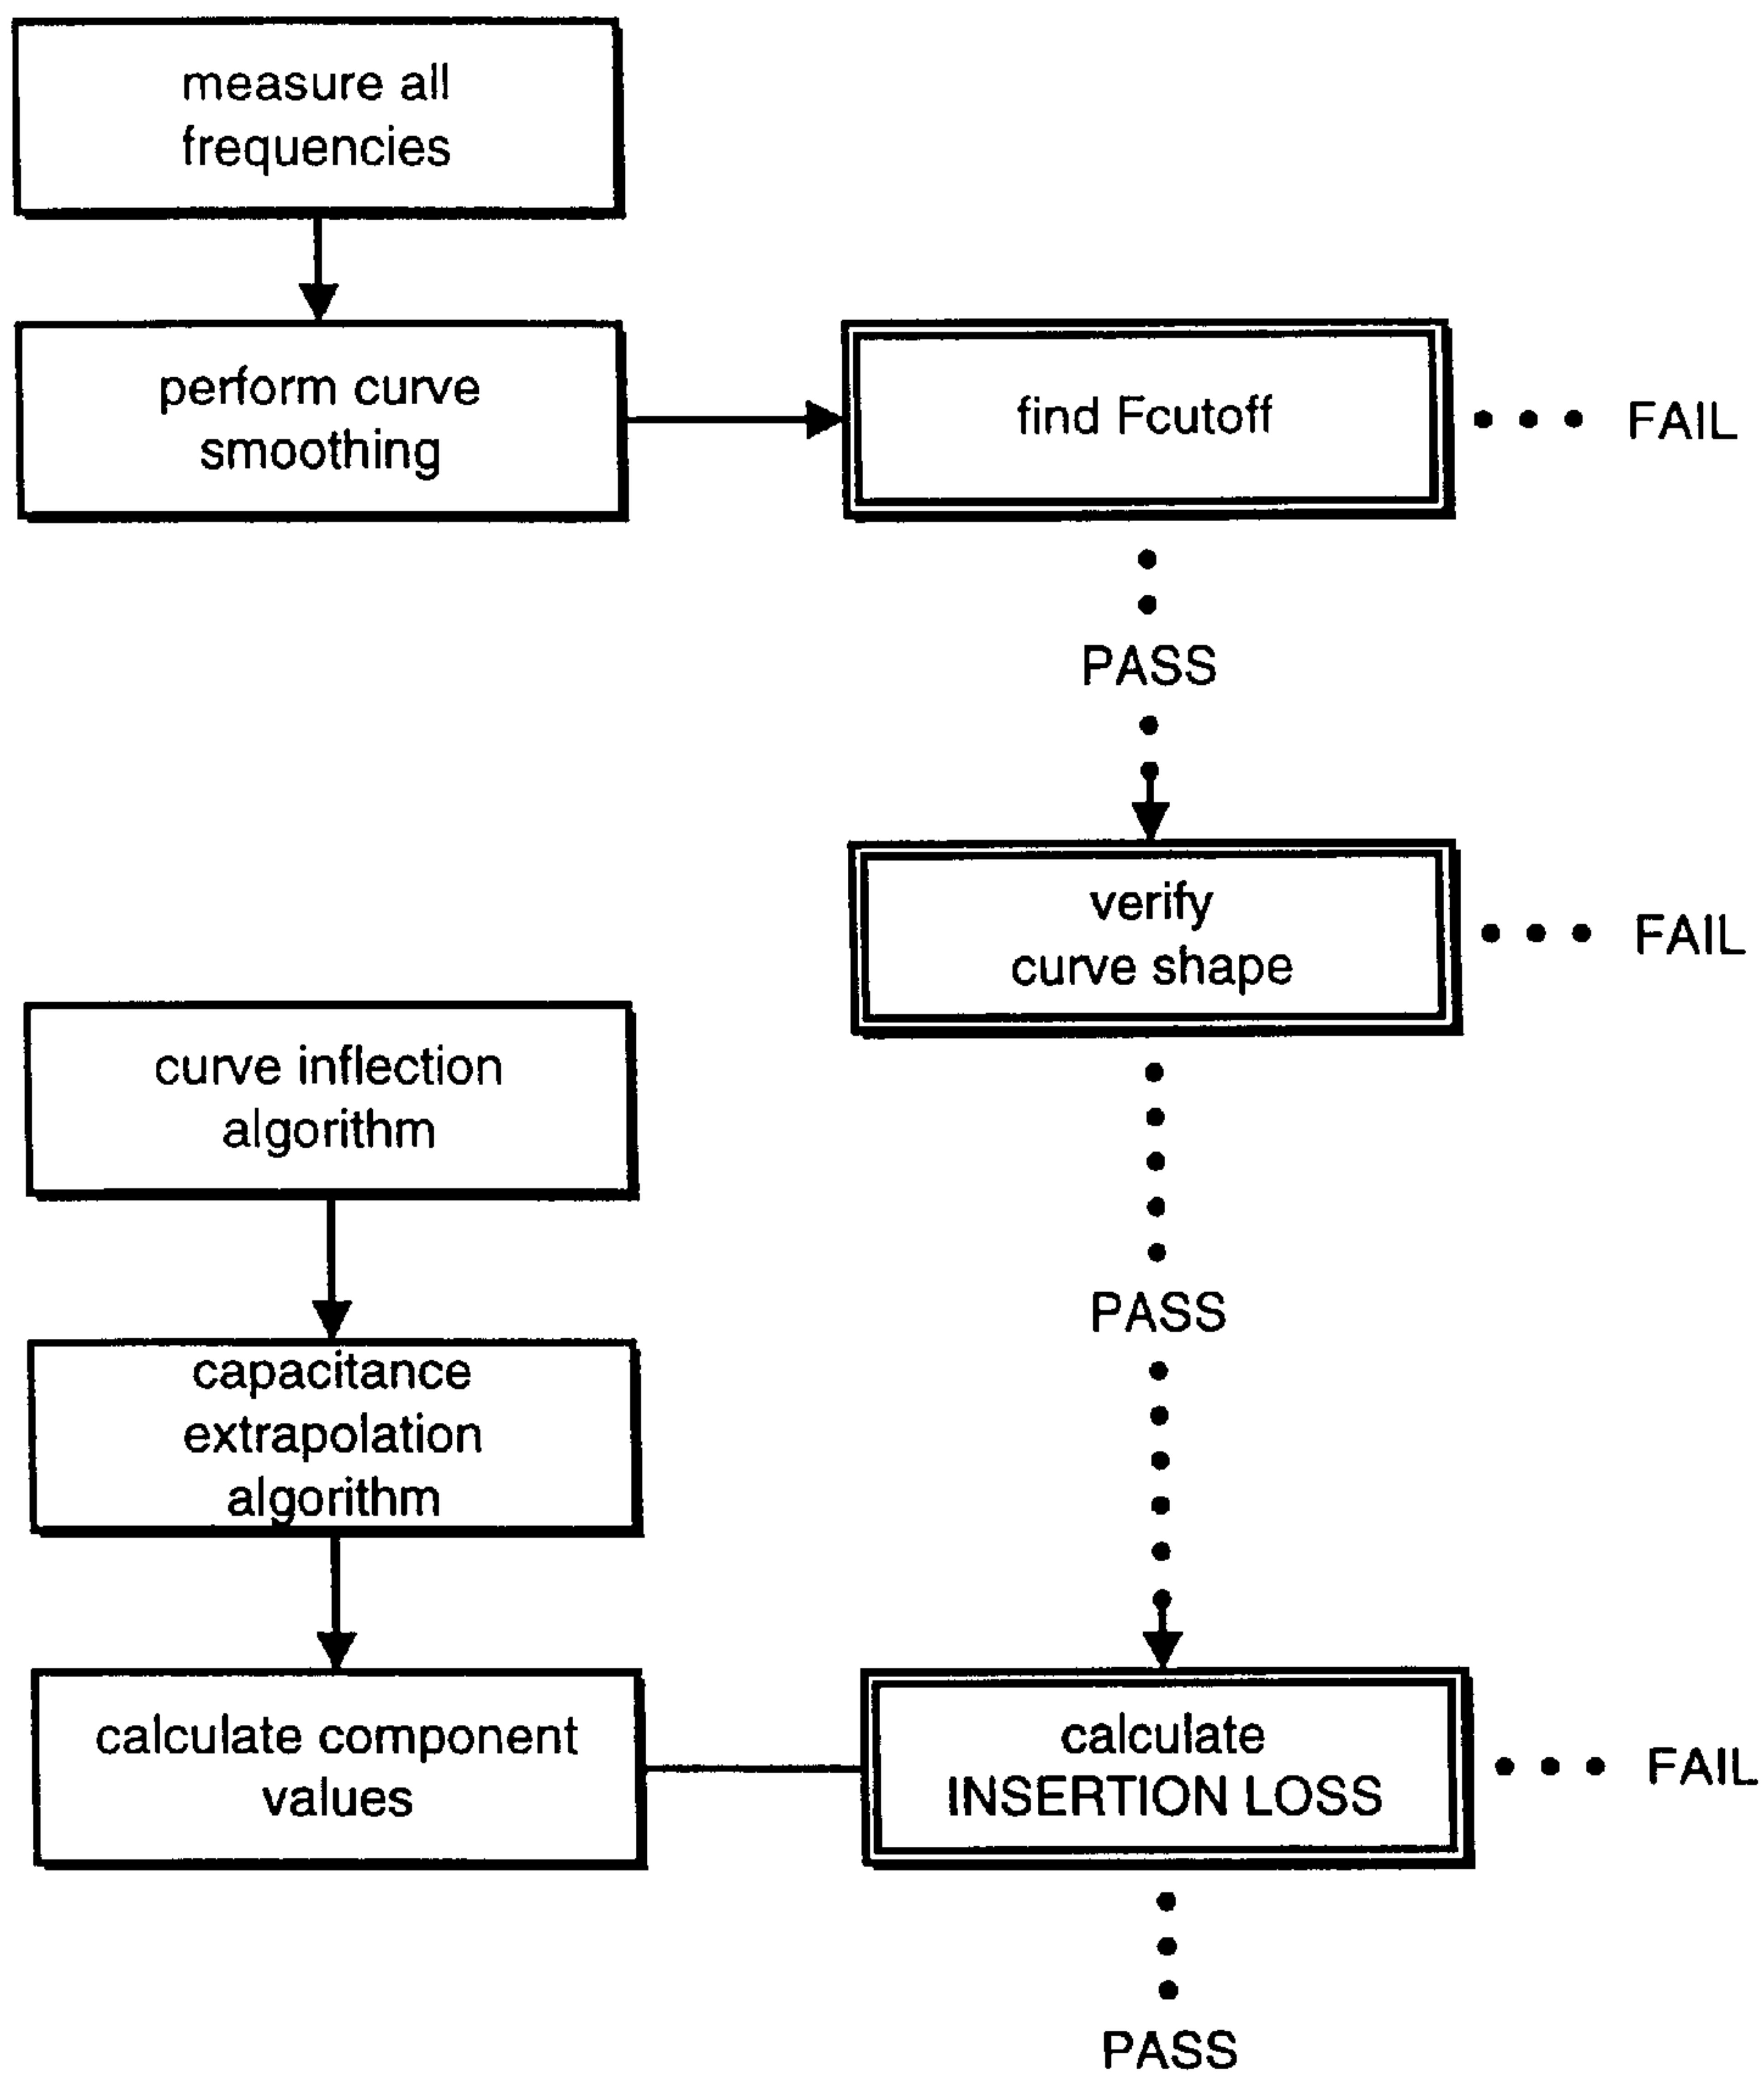 measure all
frequencies
perform curve
smoothing
find Fcutoff
FAIL
PASS
verify
curve shape
FAIL
curve inflection
algorithm
PASS
capacitance
extrapolation
algorithm
calculate component
values
calculate
INSERTION LOSS
FAIL
PASS